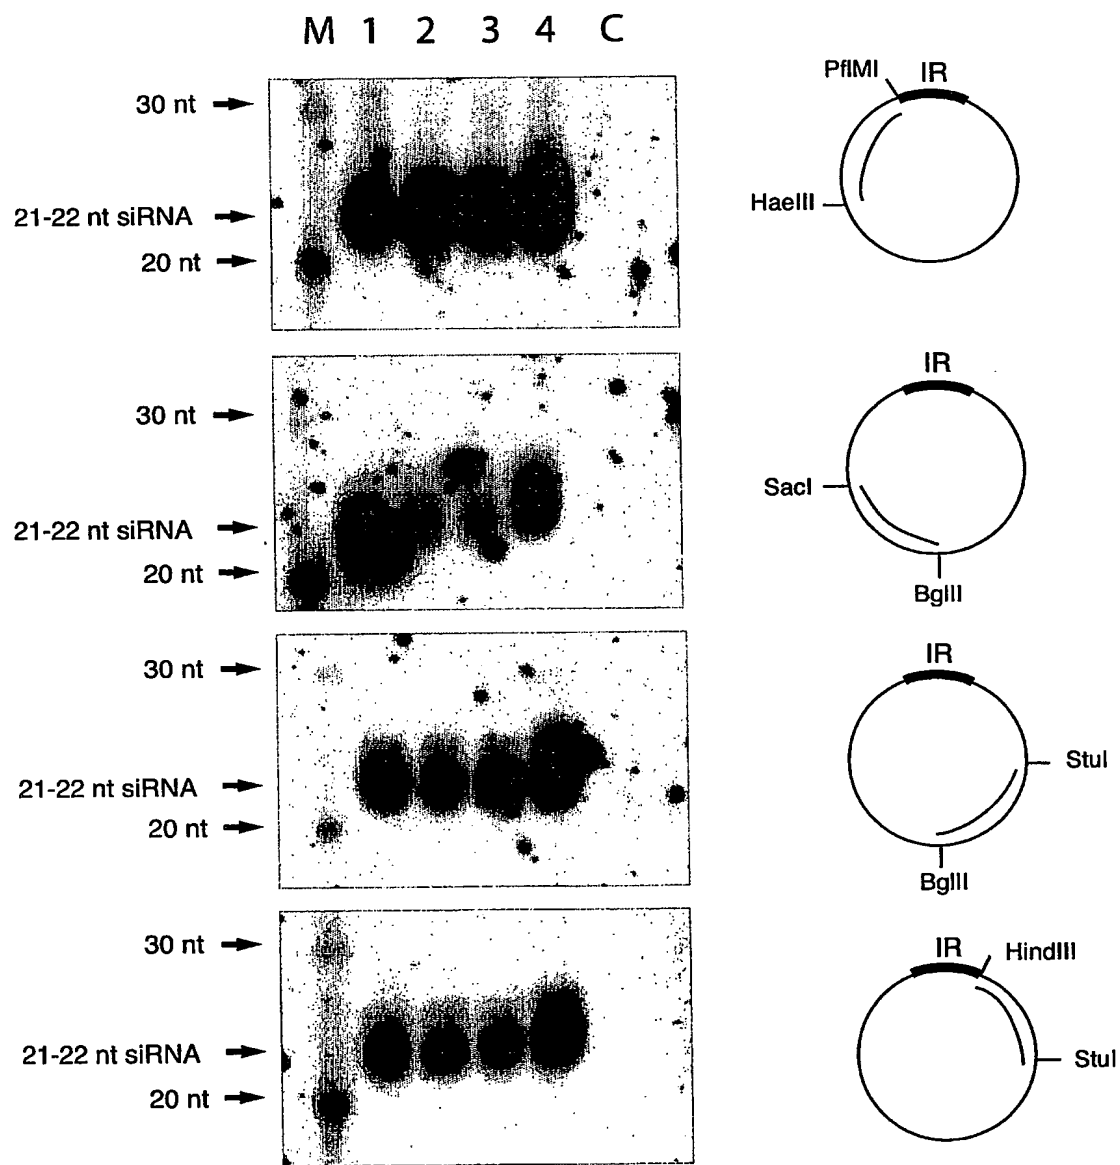 M 1 2 3 4 C
30 nt
21-22 nt siRNA
20 nt
PflMI
IR
HaeIII
30 nt
21-22 nt siRNA
20 nt
IR
SacI
BglII
30 nt
21-22 nt siRNA
20 nt
IR
StuI
BglII
30 nt
21-22 nt siRNA
20 nt
IR
HindIII
StuI